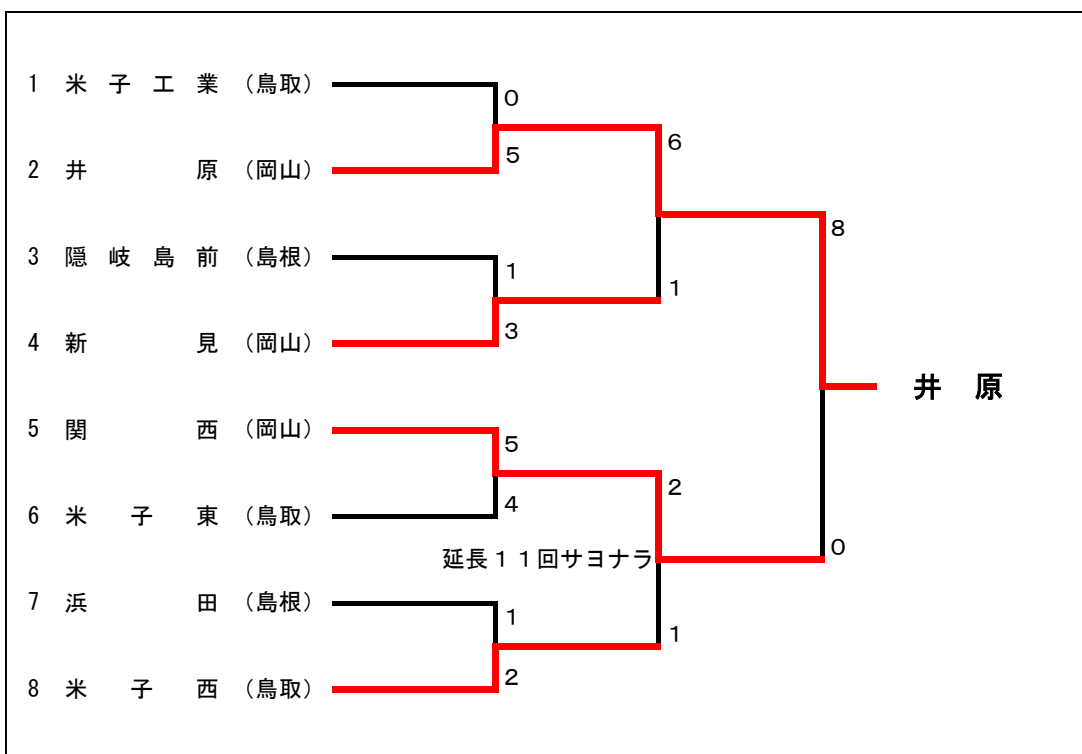 1 米子工業（鳥取）
0
6
2 井原（岡山）
5
8
3 隠岐島前（島根）
1
1
4 新見（岡山）
3
井原
5 関西（岡山）
5
2
6 米子東（鳥取）
4
延長１１回サヨナラ
0
7 浜田（島根）
1
1
8 米子西（鳥取）
2